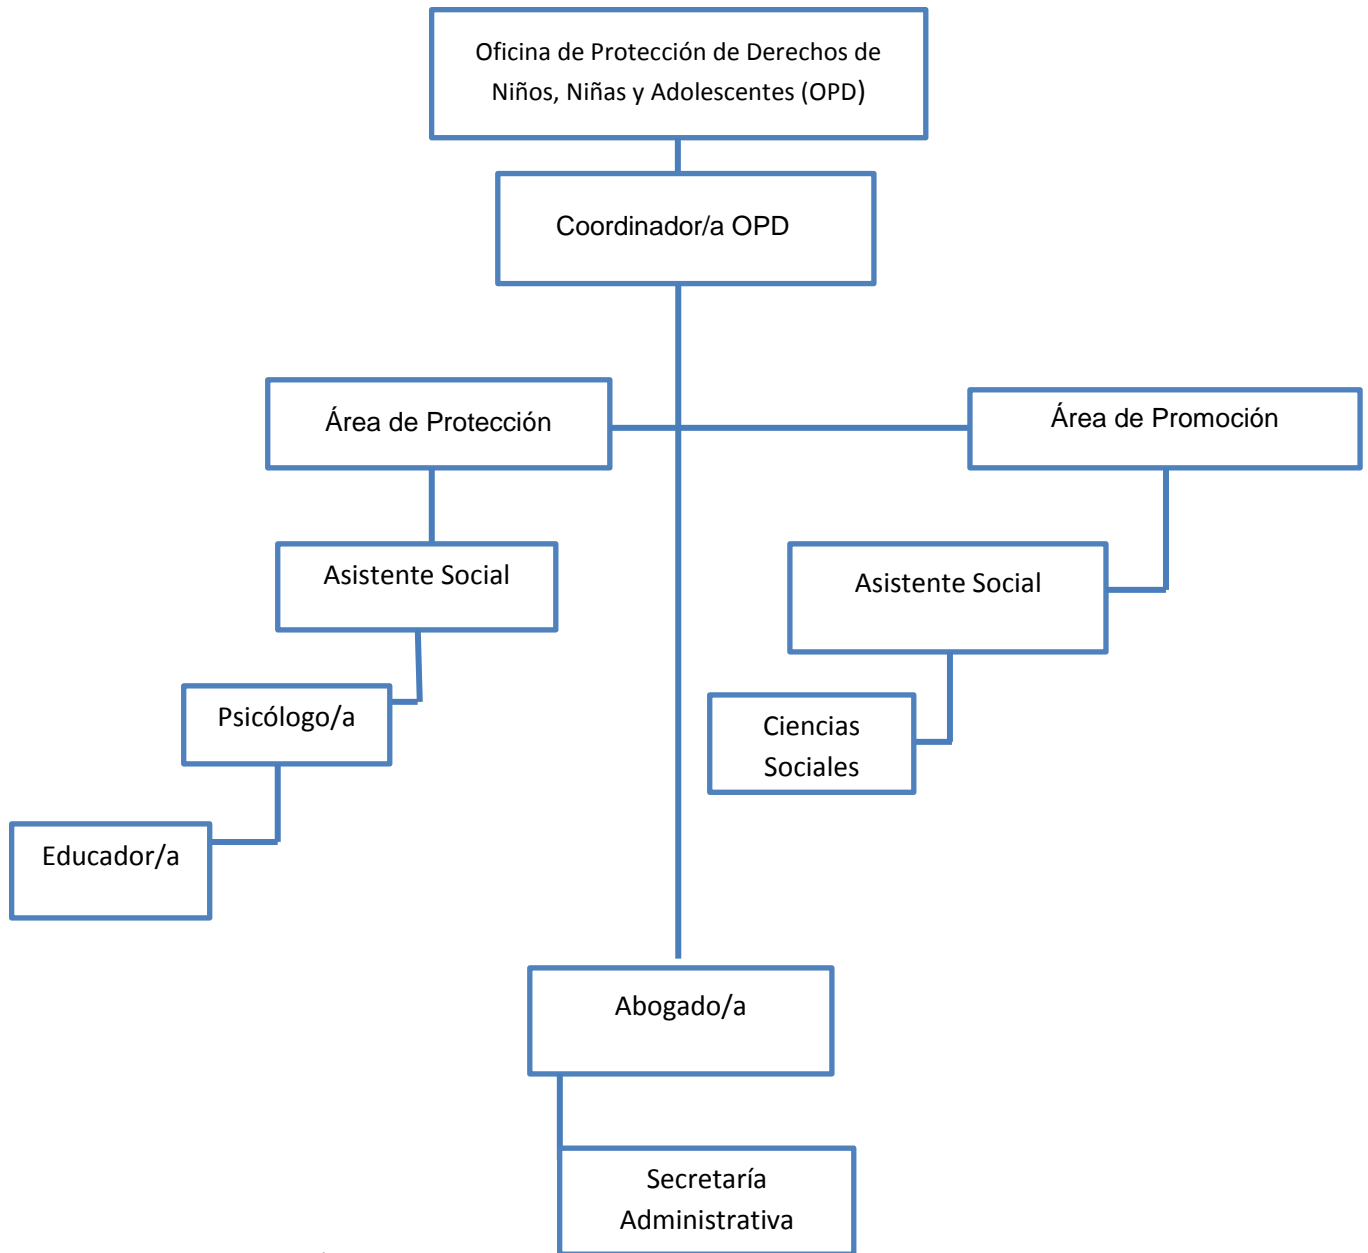 Oficina de Protección de Derechos de
Niños, Niñas y Adolescentes (OPD)
Coordinador/a OPD
Área de Protección
Área de Promoción
Asistente Social
Asistente Social
Psicólogo/a
Ciencias
Sociales
Educador/a
Abogado/a
Secretaría
Administrativa